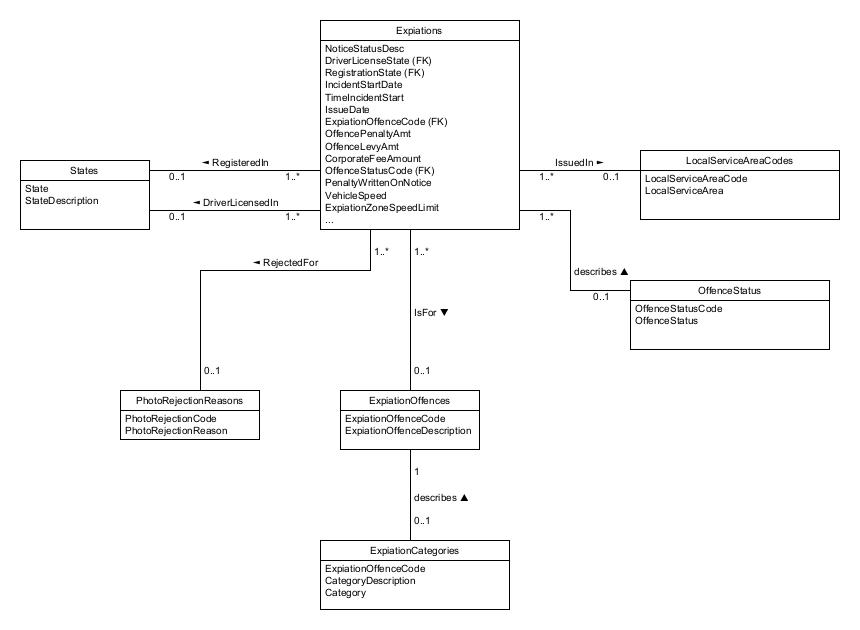 Expiations
NoticeStatusDesc
DriverLicenseState (FK)
RegistrationState (FK)
IncidentStartDate
TimeIncidentStart
IssueDate
ExpiationOffenceCode (FK)
OffencePenaltyAmt
OffenceLevyAmt
CorporateFeeAmount
OffenceStatusCode (FK)
PenaltyWrittenOnNotice
VehicleSpeed
ExpiationZoneSpeedLimit
...
States
State
StateDescription
◄ RegisteredIn
0..1 1..*
◄ DriverLicensedIn
0..1 1..*
IssuedIn ►
1..* 0..1
LocalServiceAreaCodes
LocalServiceAreaCode
LocalServiceArea
1..*
describes ▲
0..1
OffenceStatus
OffenceStatusCode
OffenceStatus
1..*
◄ RejectedFor
0..1
PhotoRejectionReasons
PhotoRejectionCode
PhotoRejectionReason
1..*
IsFor ▼
0..1
ExpiationOffences
ExpiationOffenceCode
ExpiationOffenceDescription
1
describes ▲
0..1
ExpiationCategories
ExpiationOffenceCode
CategoryDescription
Category